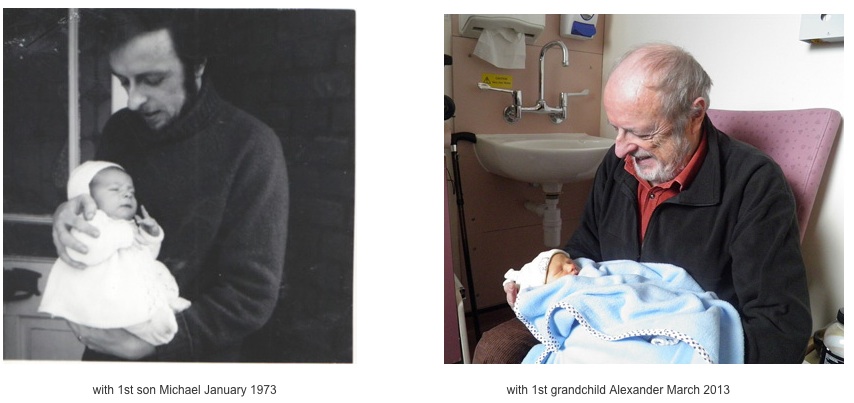 with 1st son Michael January 1973
with 1st grandchild Alexander March 2013